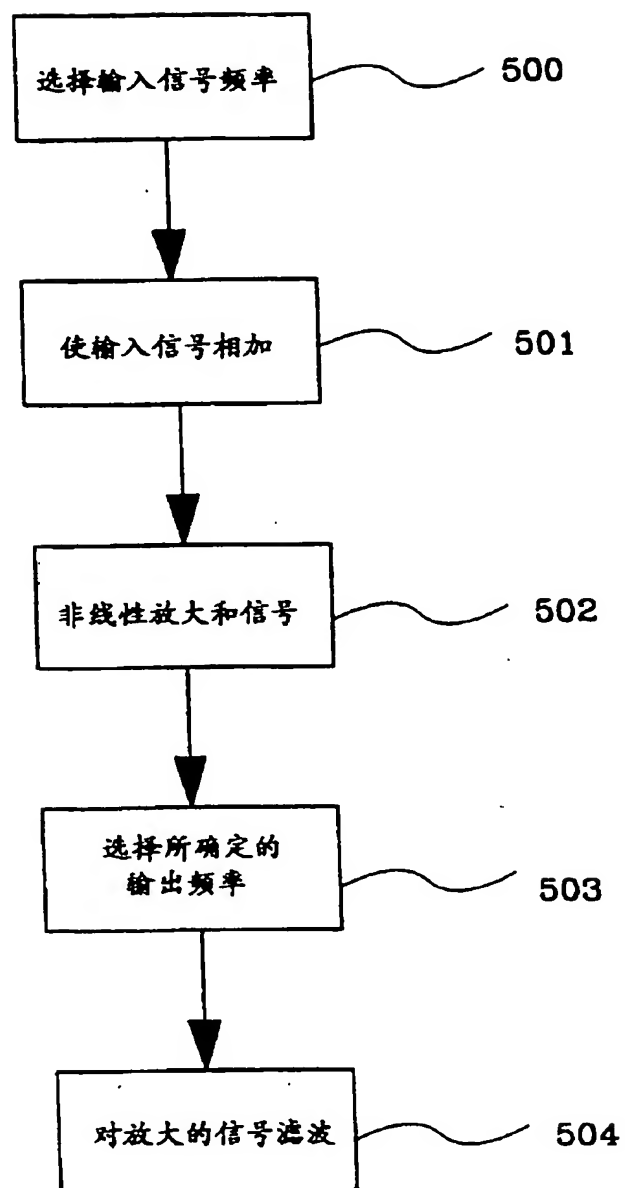 选择输入信号频率
500
使输入信号相加
501
非线性放大和信号
502
选择所确定的
输出频率
503
对放大的信号滤波
504